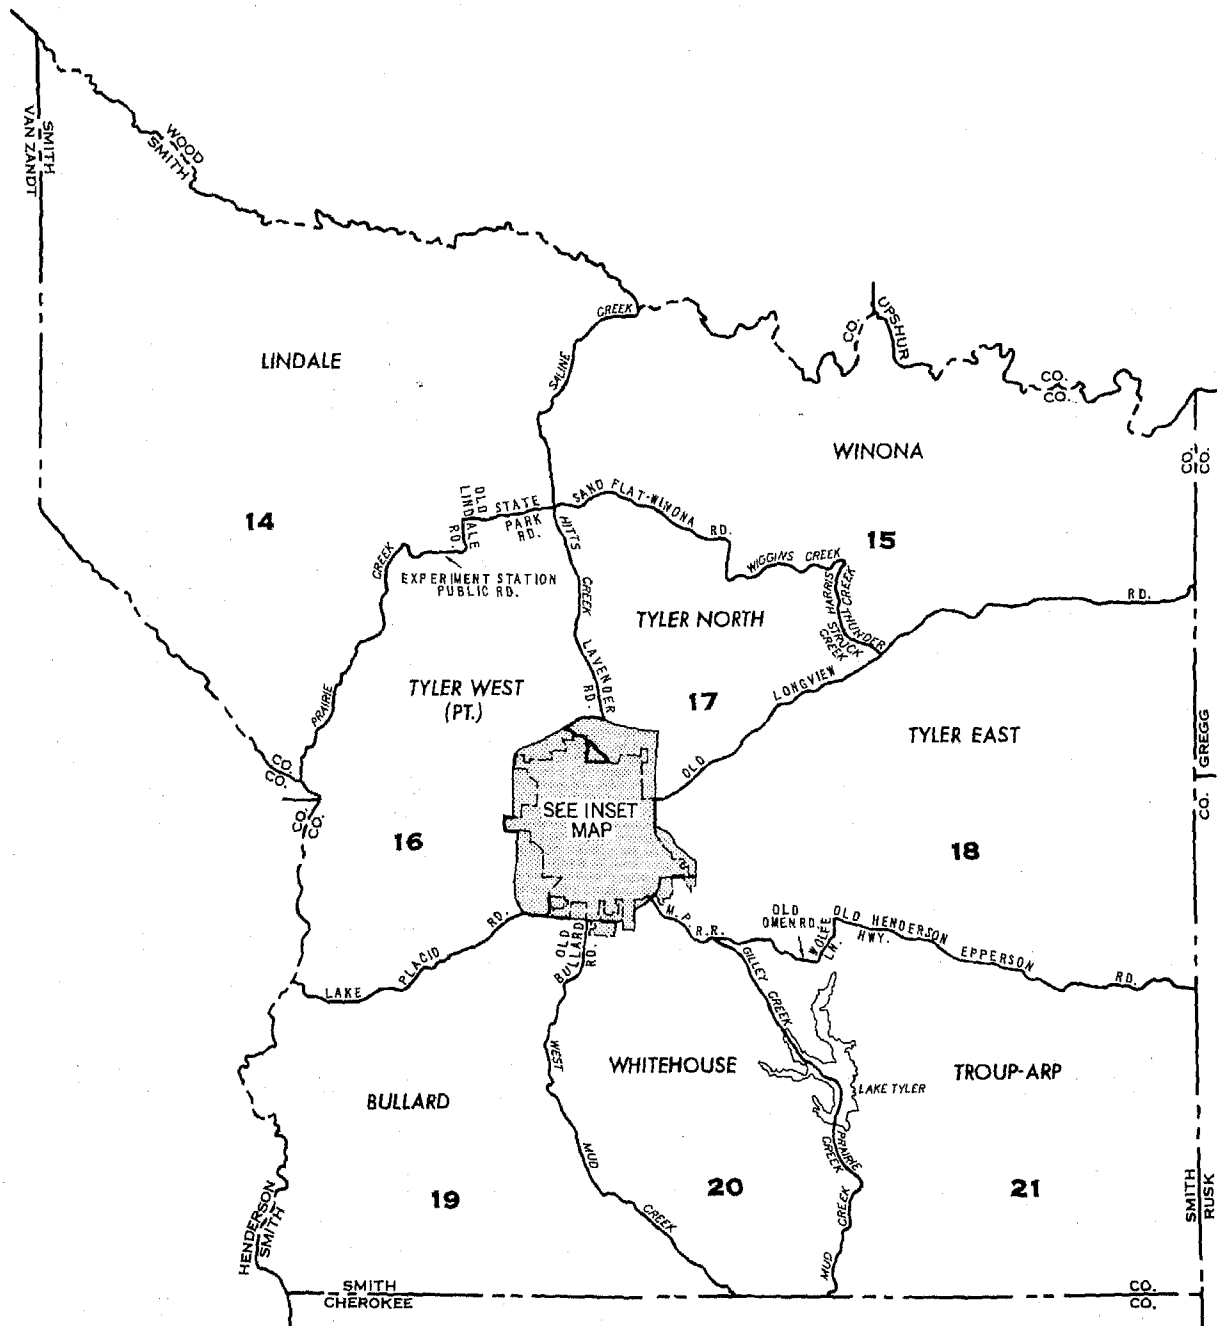 SMITH
VAN ZANDT
WOOD
SMITH
CREEK
SALINE
CO.
UPSHUR
CO.
CO.
LINDALE
WINONA
CO.
CO.
14
OLD
LINDALE
RD.
STATE
PARK
RD.
SAND FLAT-WINONA
RD.
15
HITTS
CREEK
CREEK
EXPERIMENT STATION
PUBLIC RD.
WIGGINS CREEK
HARRIS
CREEK
THUNDER
STRUCK
CREEK
RD.
TYLER NORTH
LAVENDER
RD.
PRAIRIE
TYLER WEST
(PT.)
17
LONGVIEW
OLD
TYLER EAST
GREGG
CO.
CO.
CO.
CO.
CO.
SEE INSET
MAP
16
18
LAKE
PLACID
RD.
OLD
BULLARD
RD.
M. P.
R.R.
OLD
OMEN RD.
WOLFE
LN.
OLD HENDERSON
HWY.
EPPERSON
RD.
GILLEY
CREEK
WEST
WHITEHOUSE
TROUP-ARP
LAKE TYLER
BULLARD
MUD
PRAIRIE
CREEK
19
20
21
CREEK
CREEK
MUD
HENDERSON
SMITH
SMITH
RUSK
SMITH
CHEROKEE
CO.
CO.